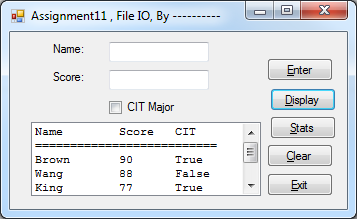 Assignment11 , File IO, By ----------
Name:
Score:
CIT Major
Enter
Display
Stats
Clear
Exit
Name Score CIT
==========================
Brown 90 True
Wang 88 False
King 77 True